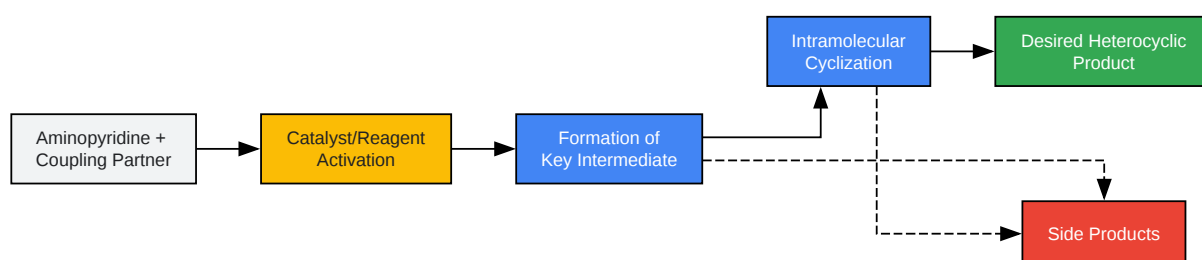 Aminopyridine +
Coupling Partner
Catalyst/Reagent
Activation
Formation of
Key Intermediate
Intramolecular
Cyclization
Desired Heterocyclic
Product
Side Products